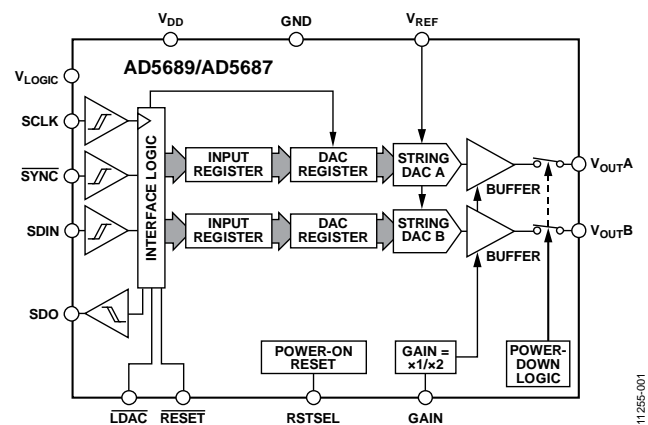 VDD
GND
VREF
AD5689/AD5687
VLOGIC
SCLK
SYNC
SDIN
SDO
INTERFACE LOGIC
INPUT
REGISTER
DAC
REGISTER
STRING
DAC A
BUFFER
VOUTA
INPUT
REGISTER
DAC
REGISTER
STRING
DAC B
BUFFER
VOUTB
POWER-ON
RESET
GAIN =
×1/×2
POWER-
DOWN
LOGIC
LDAC
RESET
RSTSEL
GAIN
11255-001